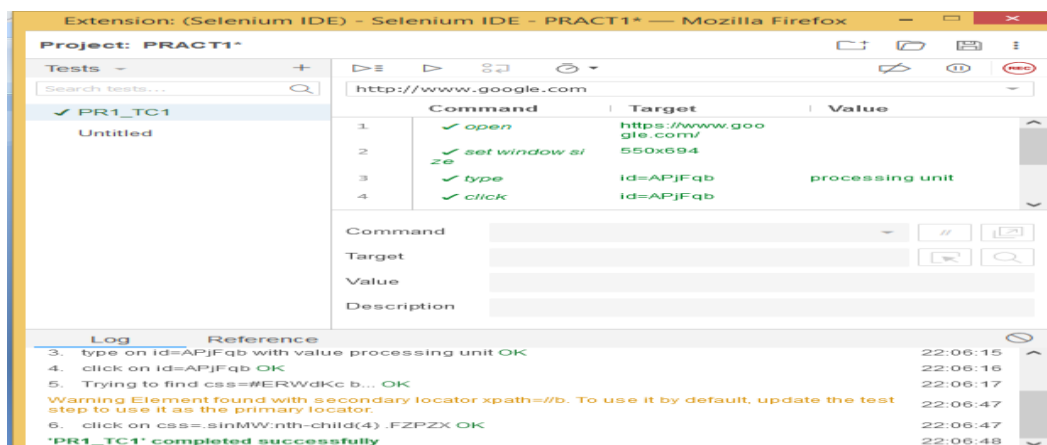 Extension: (Selenium IDE) - Selenium IDE - PRACT1* — Mozilla Firefox
Project: PRACT1*
Tests
Search tests...
http://www.google.com
✓ PR1_TC1
Untitled
Command Target Value
1 ✓ open https://www.goo
gle.com/
2 ✓ set window si
ze 550x694
3 ✓ type id=APjFqb processing unit
4 ✓ click id=APjFqb
Command
//
Target
Value
Description
Log Reference
3. type on id=APjFqb with value processing unit OK 22:06:15
4. click on id=APjFqb OK 22:06:16
5. Trying to find css=#ERWdKc b... OK 22:06:17
Warning Element found with secondary locator xpath=//b. To use it by default, update the test
step to use it as the primary locator. 22:06:47
6. click on css=.sinMW:nth-child(4) .FZPZX OK 22:06:47
'PR1_TC1' completed successfully 22:06:48
REC